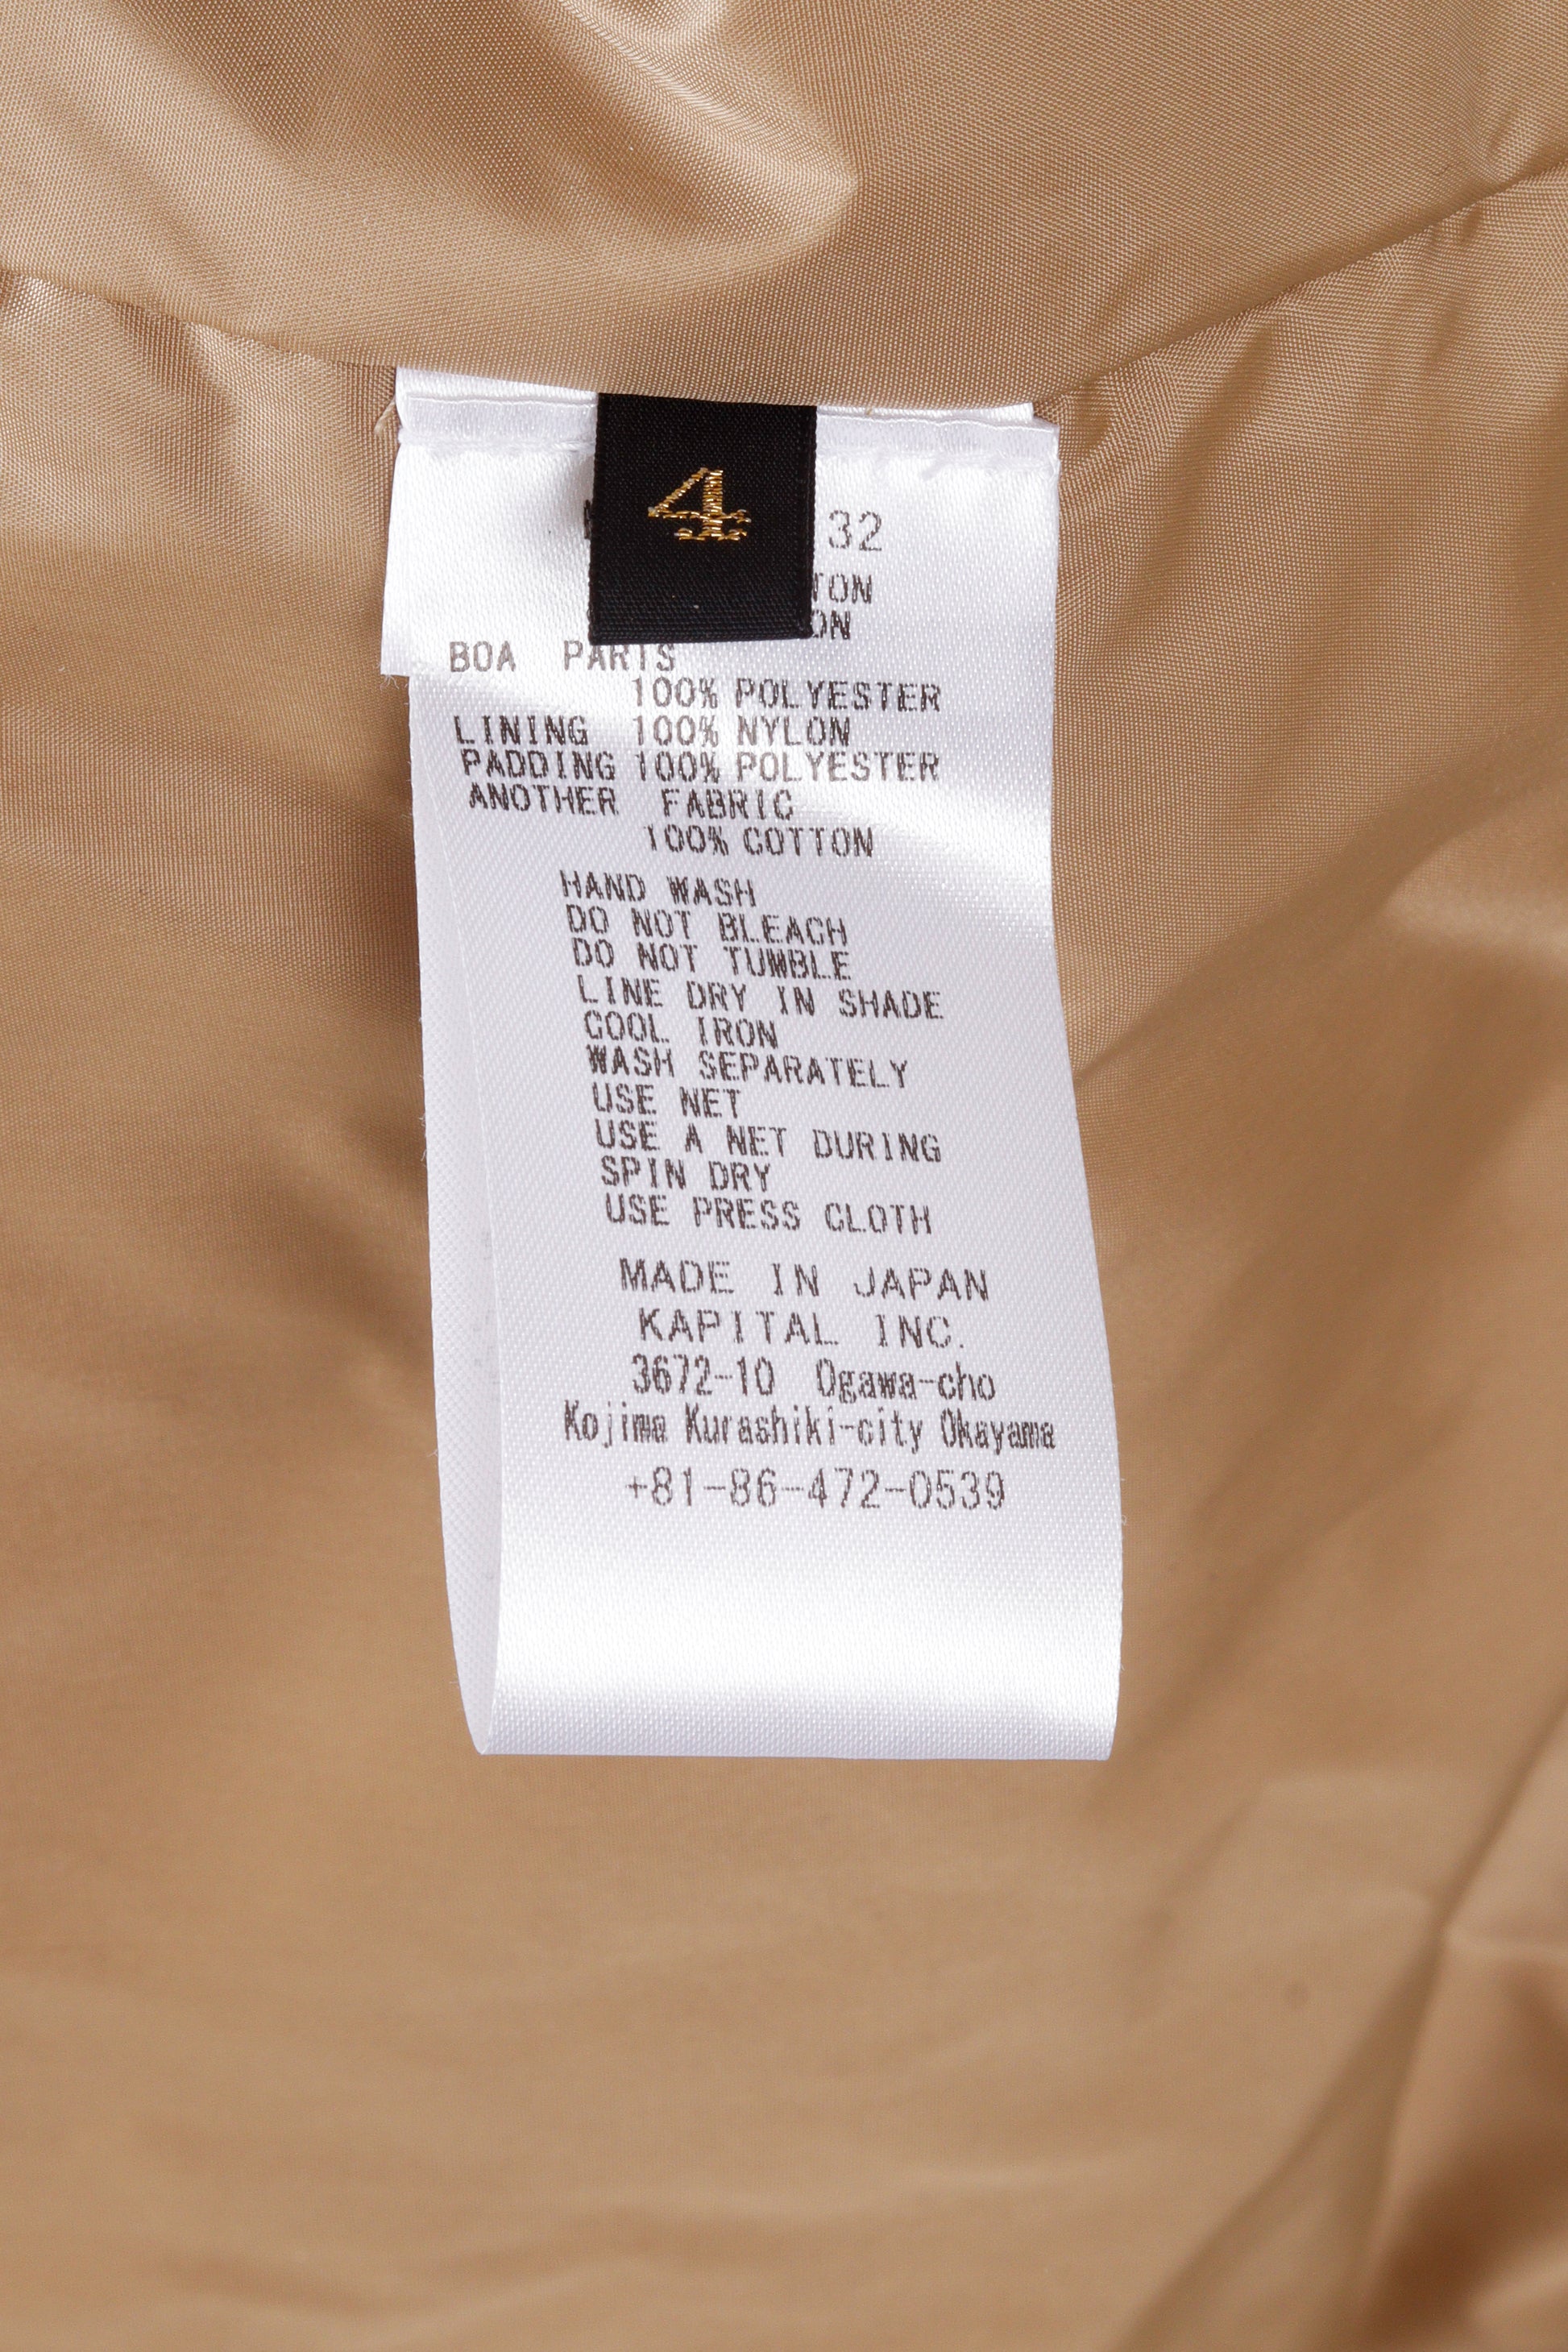 4
32
BOA PARTS
100% POLYESTER
LINING 100% NYLON
PADDING 100% POLYESTER
ANOTHER FABRIC
100% COTTON
HAND WASH
DO NOT BLEACH
DO NOT TUMBLE
LINE DRY IN SHADE
COOL IRON
WASH SEPARATELY
USE NET
USE A NET DURING
SPIN DRY
USE PRESS CLOTH
MADE IN JAPAN
KAPITAL INC.
3672-10 Ogawa-cho
Kojima Kurashiki-city Okayama
+81-86-472-0539